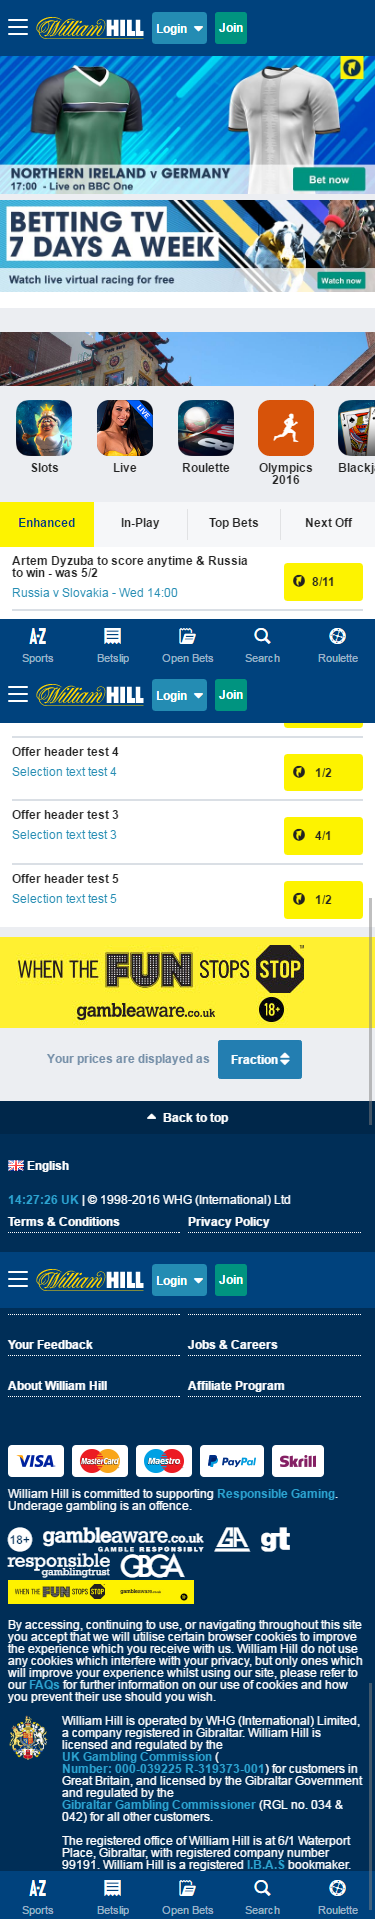 William HILL Login Join
NORTHERN IRELAND v GERMANY
17:00 - Live on BBC One
Bet now
BETTING TV
7 DAYS A WEEK
Watch live virtual racing for free
Watch now
LIVE
Slots Live Roulette Olympics 2016 Blackj
Enhanced In-Play Top Bets Next Off
Artem Dyzuba to score anytime & Russia
to win - was 5/2
8/11
Russia v Slovakia - Wed 14:00
A-Z
Sports Betslip Open Bets Search Roulette
William HILL Login Join
Offer header test 4
Selection text test 4
1/2
Offer header test 3
Selection text test 3
4/1
Offer header test 5
Selection text test 5
1/2
WHEN THE FUN STOPS STOP
gambleaware.co.uk 18+
Your prices are displayed as Fraction
Back to top
English
14:27:26 UK | © 1998-2016 WHG (International) Ltd
Terms & Conditions Privacy Policy
William HILL Login Join
Your Feedback Jobs & Careers
About William Hill Affiliate Program
VISA MasterCard Maestro PayPal Skrill
William Hill is committed to supporting Responsible Gaming.
Underage gambling is an offence.
18+ gambleaware.co.uk
GAMBLE RESPONSIBLY
gt
responsible
gamblingtrust
GBGA
WHEN THE FUN STOPS STOP gambleaware.co.uk
By accessing, continuing to use, or navigating throughout this site
you accept that we will utilise certain browser cookies to improve
the experience which you receive with us. William Hill do not use
any cookies which interfere with your privacy, but only ones which
will improve your experience whilst using our site, please refer to
our FAQs for further information on our use of cookies and how
you prevent their use should you wish.
William Hill is operated by WHG (International) Limited,
a company registered in Gibraltar. William Hill is
licensed and regulated by the
UK Gambling Commission (
Number: 000-039225 R-319373-001) for customers in
Great Britain, and licensed by the Gibraltar Government
and regulated by the
Gibraltar Gambling Commissioner (RGL no. 034 &
042) for all other customers.
The registered office of William Hill is at 6/1 Waterport
Place, Gibraltar, with registered company number
99191. William Hill is a registered I.B.A.S bookmaker.
A-Z
Sports Betslip Open Bets Search Roulette